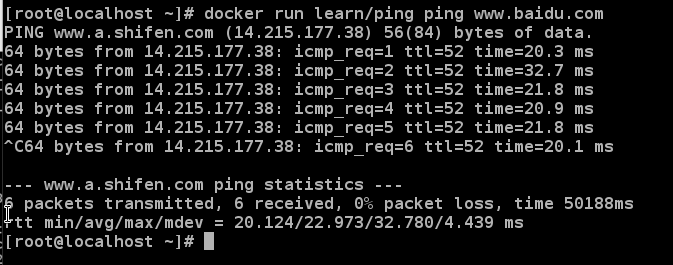 [root@localhost ~]# docker run learn/ping ping www.baidu.com
PING www.a.shifen.com (14.215.177.38) 56(84) bytes of data.
64 bytes from 14.215.177.38: icmp_req=1 ttl=52 time=20.3 ms
64 bytes from 14.215.177.38: icmp_req=2 ttl=52 time=32.7 ms
64 bytes from 14.215.177.38: icmp_req=3 ttl=52 time=21.8 ms
64 bytes from 14.215.177.38: icmp_req=4 ttl=52 time=20.9 ms
64 bytes from 14.215.177.38: icmp_req=5 ttl=52 time=21.8 ms
^C64 bytes from 14.215.177.38: icmp_req=6 ttl=52 time=20.1 ms
--- www.a.shifen.com ping statistics ---
6 packets transmitted, 6 received, 0% packet loss, time 50188ms
rtt min/avg/max/mdev = 20.124/22.973/32.780/4.439 ms
[root@localhost ~]#